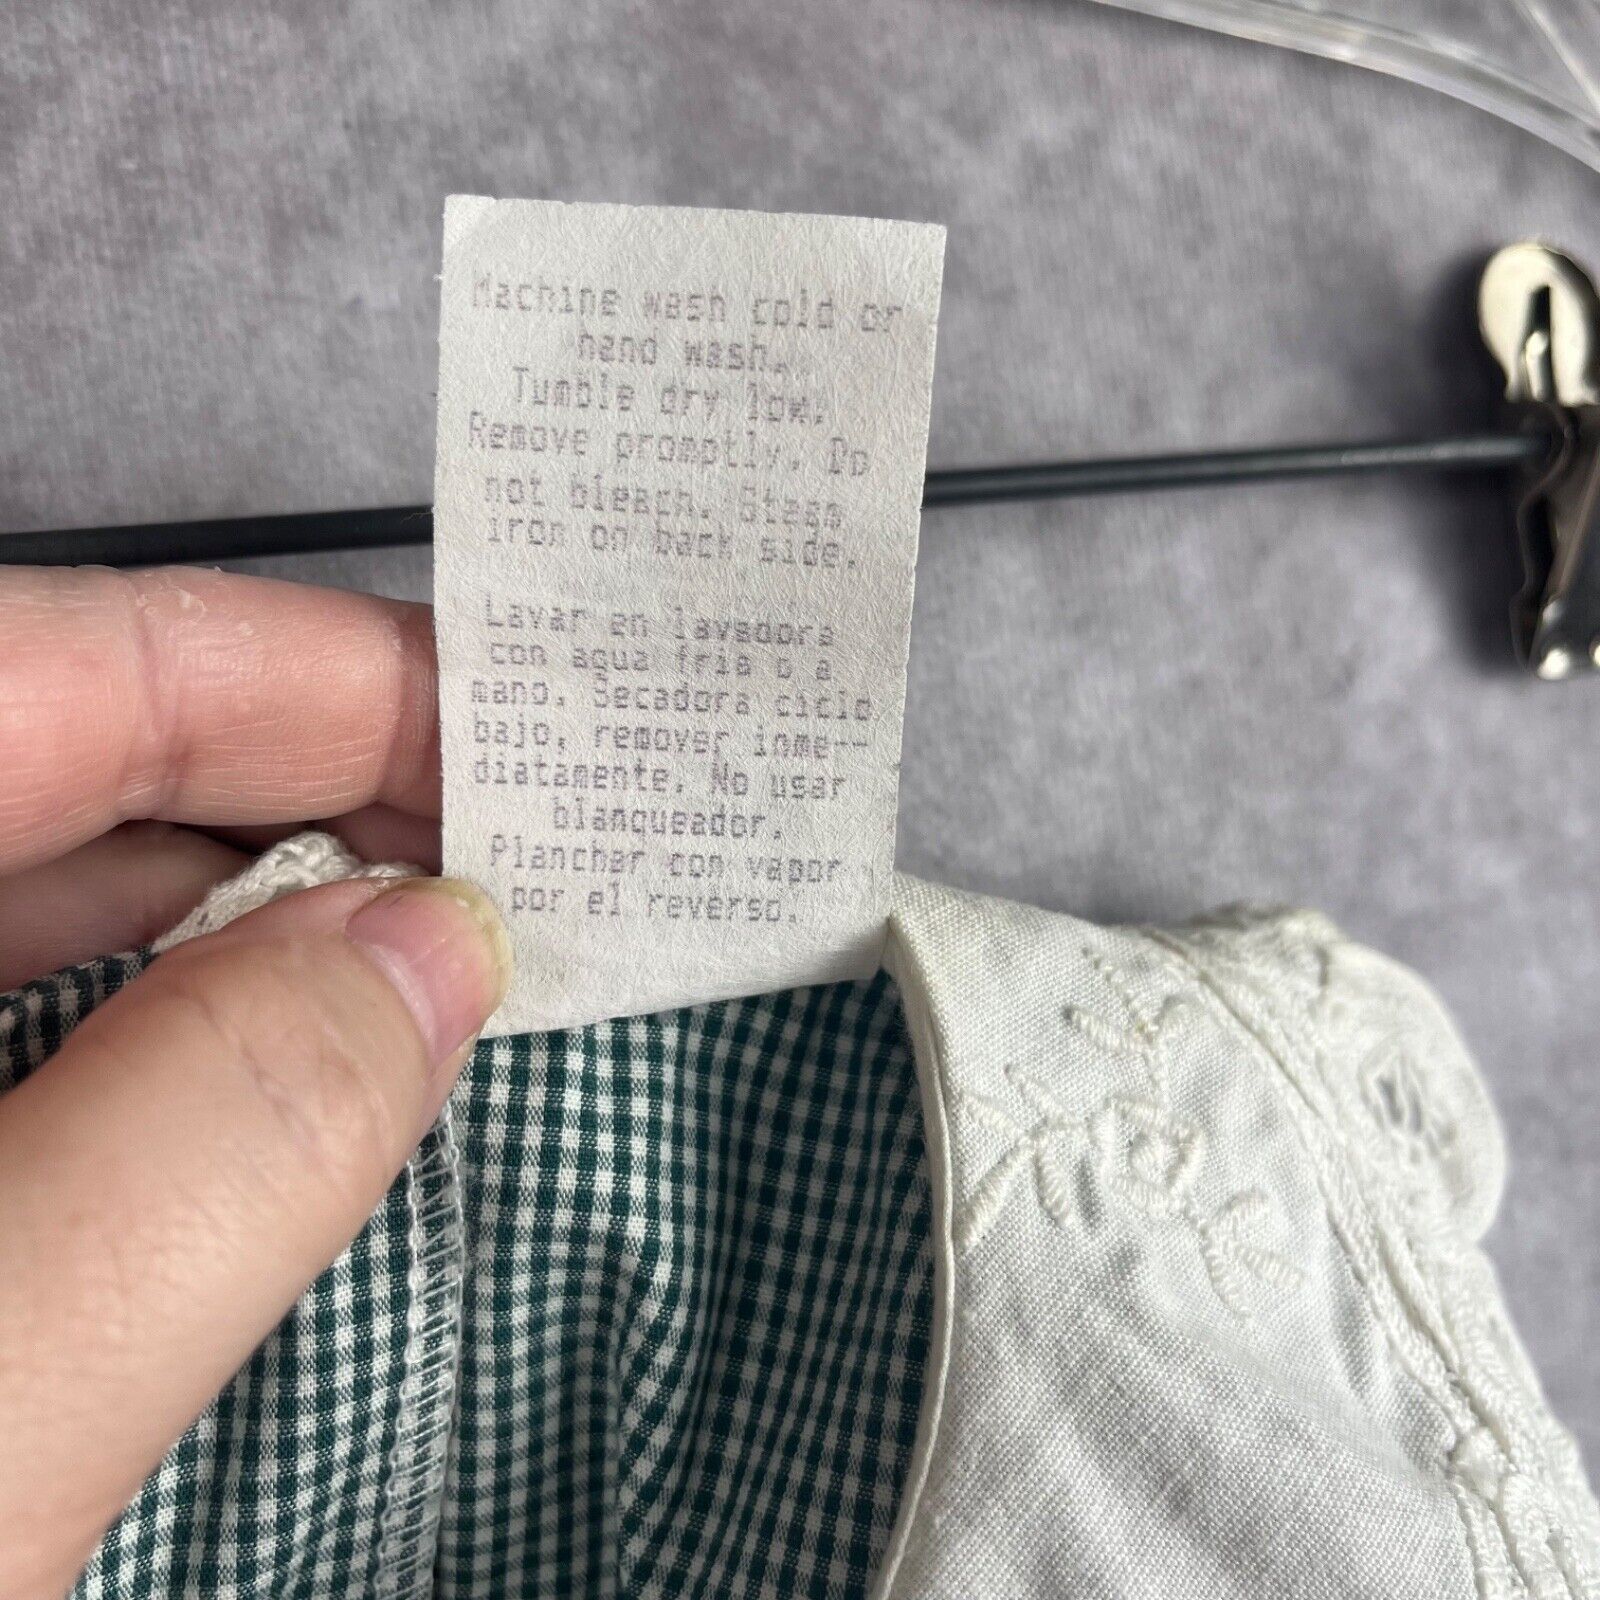 Machine wash cold or
hand wash.
Tumble dry low.
Remove promptly. Do
not bleach. Steam
iron on back side.
Lavar en lavadora
con agua fria o a
mano. Secadora ciclo
bajo, remover inme--
diatamente. No usar
blanqueador.
Planchar con vapor
por el reverso.